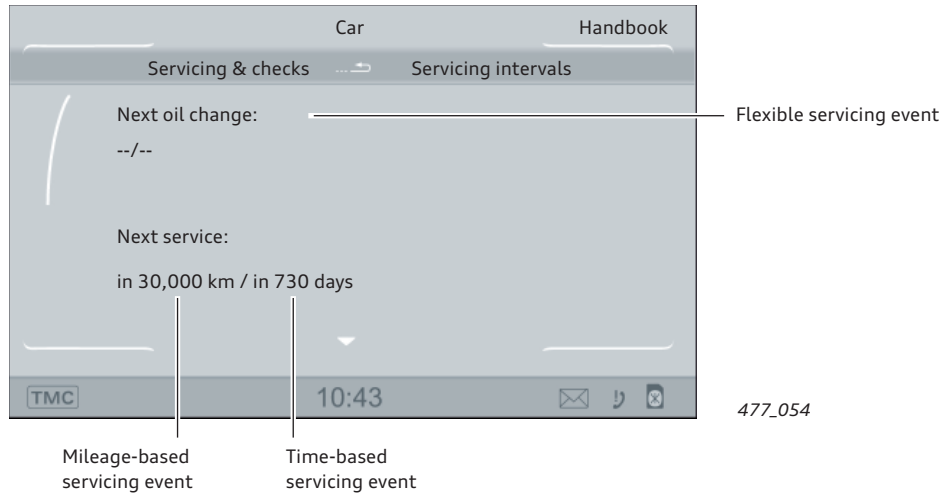 Car Handbook
Servicing & checks Servicing intervals
Next oil change:
Flexible servicing event
--/--
Next service:
in 30,000 km / in 730 days
TMC 10:43
477_054
Mileage-based
servicing event
Time-based
servicing event